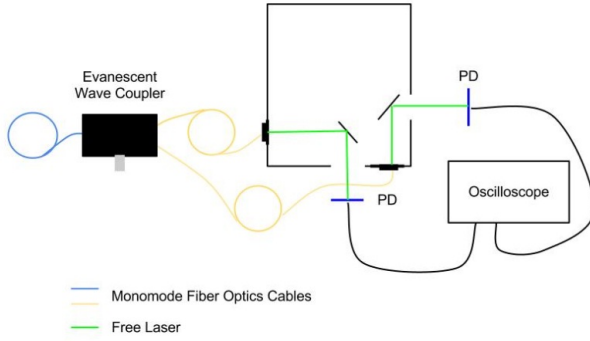 Evanescent
Wave Coupler
PD
PD
Oscilloscope
Monomode Fiber Optics Cables
Free Laser